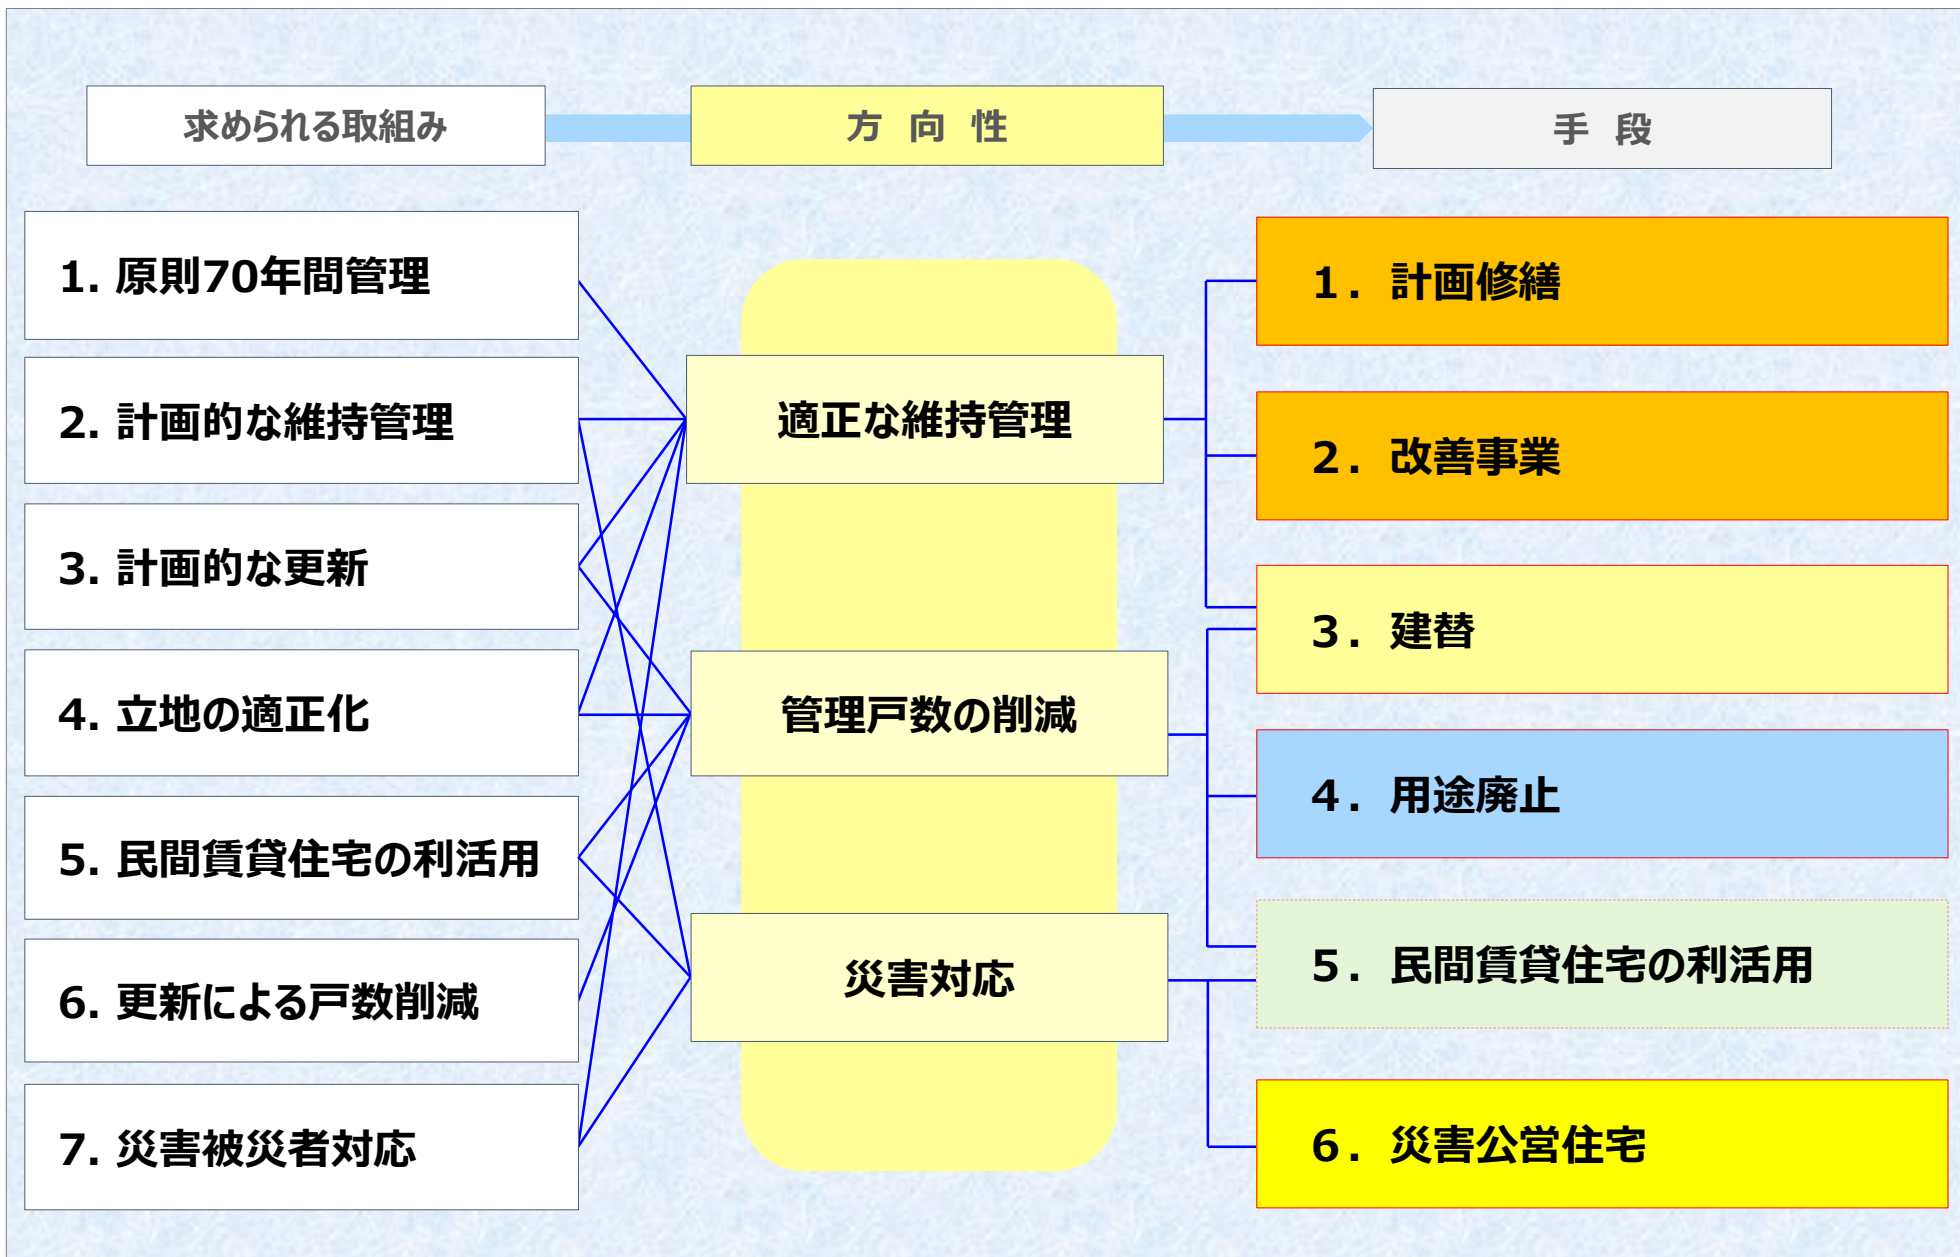 求められる取組み
方 向 性
手 段
1. 原則70年間管理
2. 計画的な維持管理
3. 計画的な更新
4. 立地の適正化
5. 民間賃貸住宅の利活用
6. 更新による戸数削減
7. 災害被災者対応
適正な維持管理
管理戸数の削減
災害対応
１．計画修繕
２．改善事業
３．建替
４．用途廃止
５．民間賃貸住宅の利活用
６．災害公営住宅